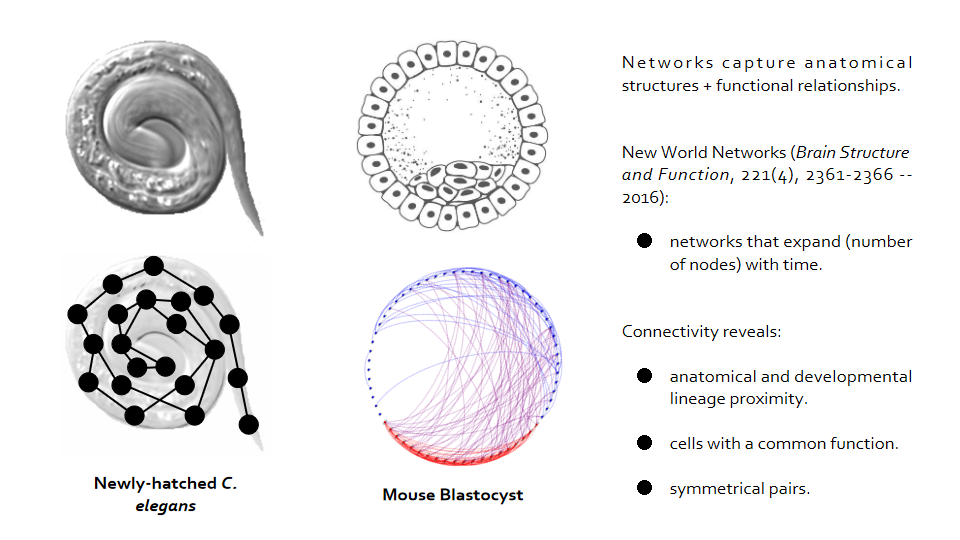 Networks capture anatomical
structures + functional relationships.
New World Networks (Brain Structure
and Function, 221(4), 2361-2366 --
2016):
networks that expand (number
of nodes) with time.
Connectivity reveals:
anatomical and developmental
lineage proximity.
cells with a common function.
symmetrical pairs.
Newly-hatched C.
elegans
Mouse Blastocyst